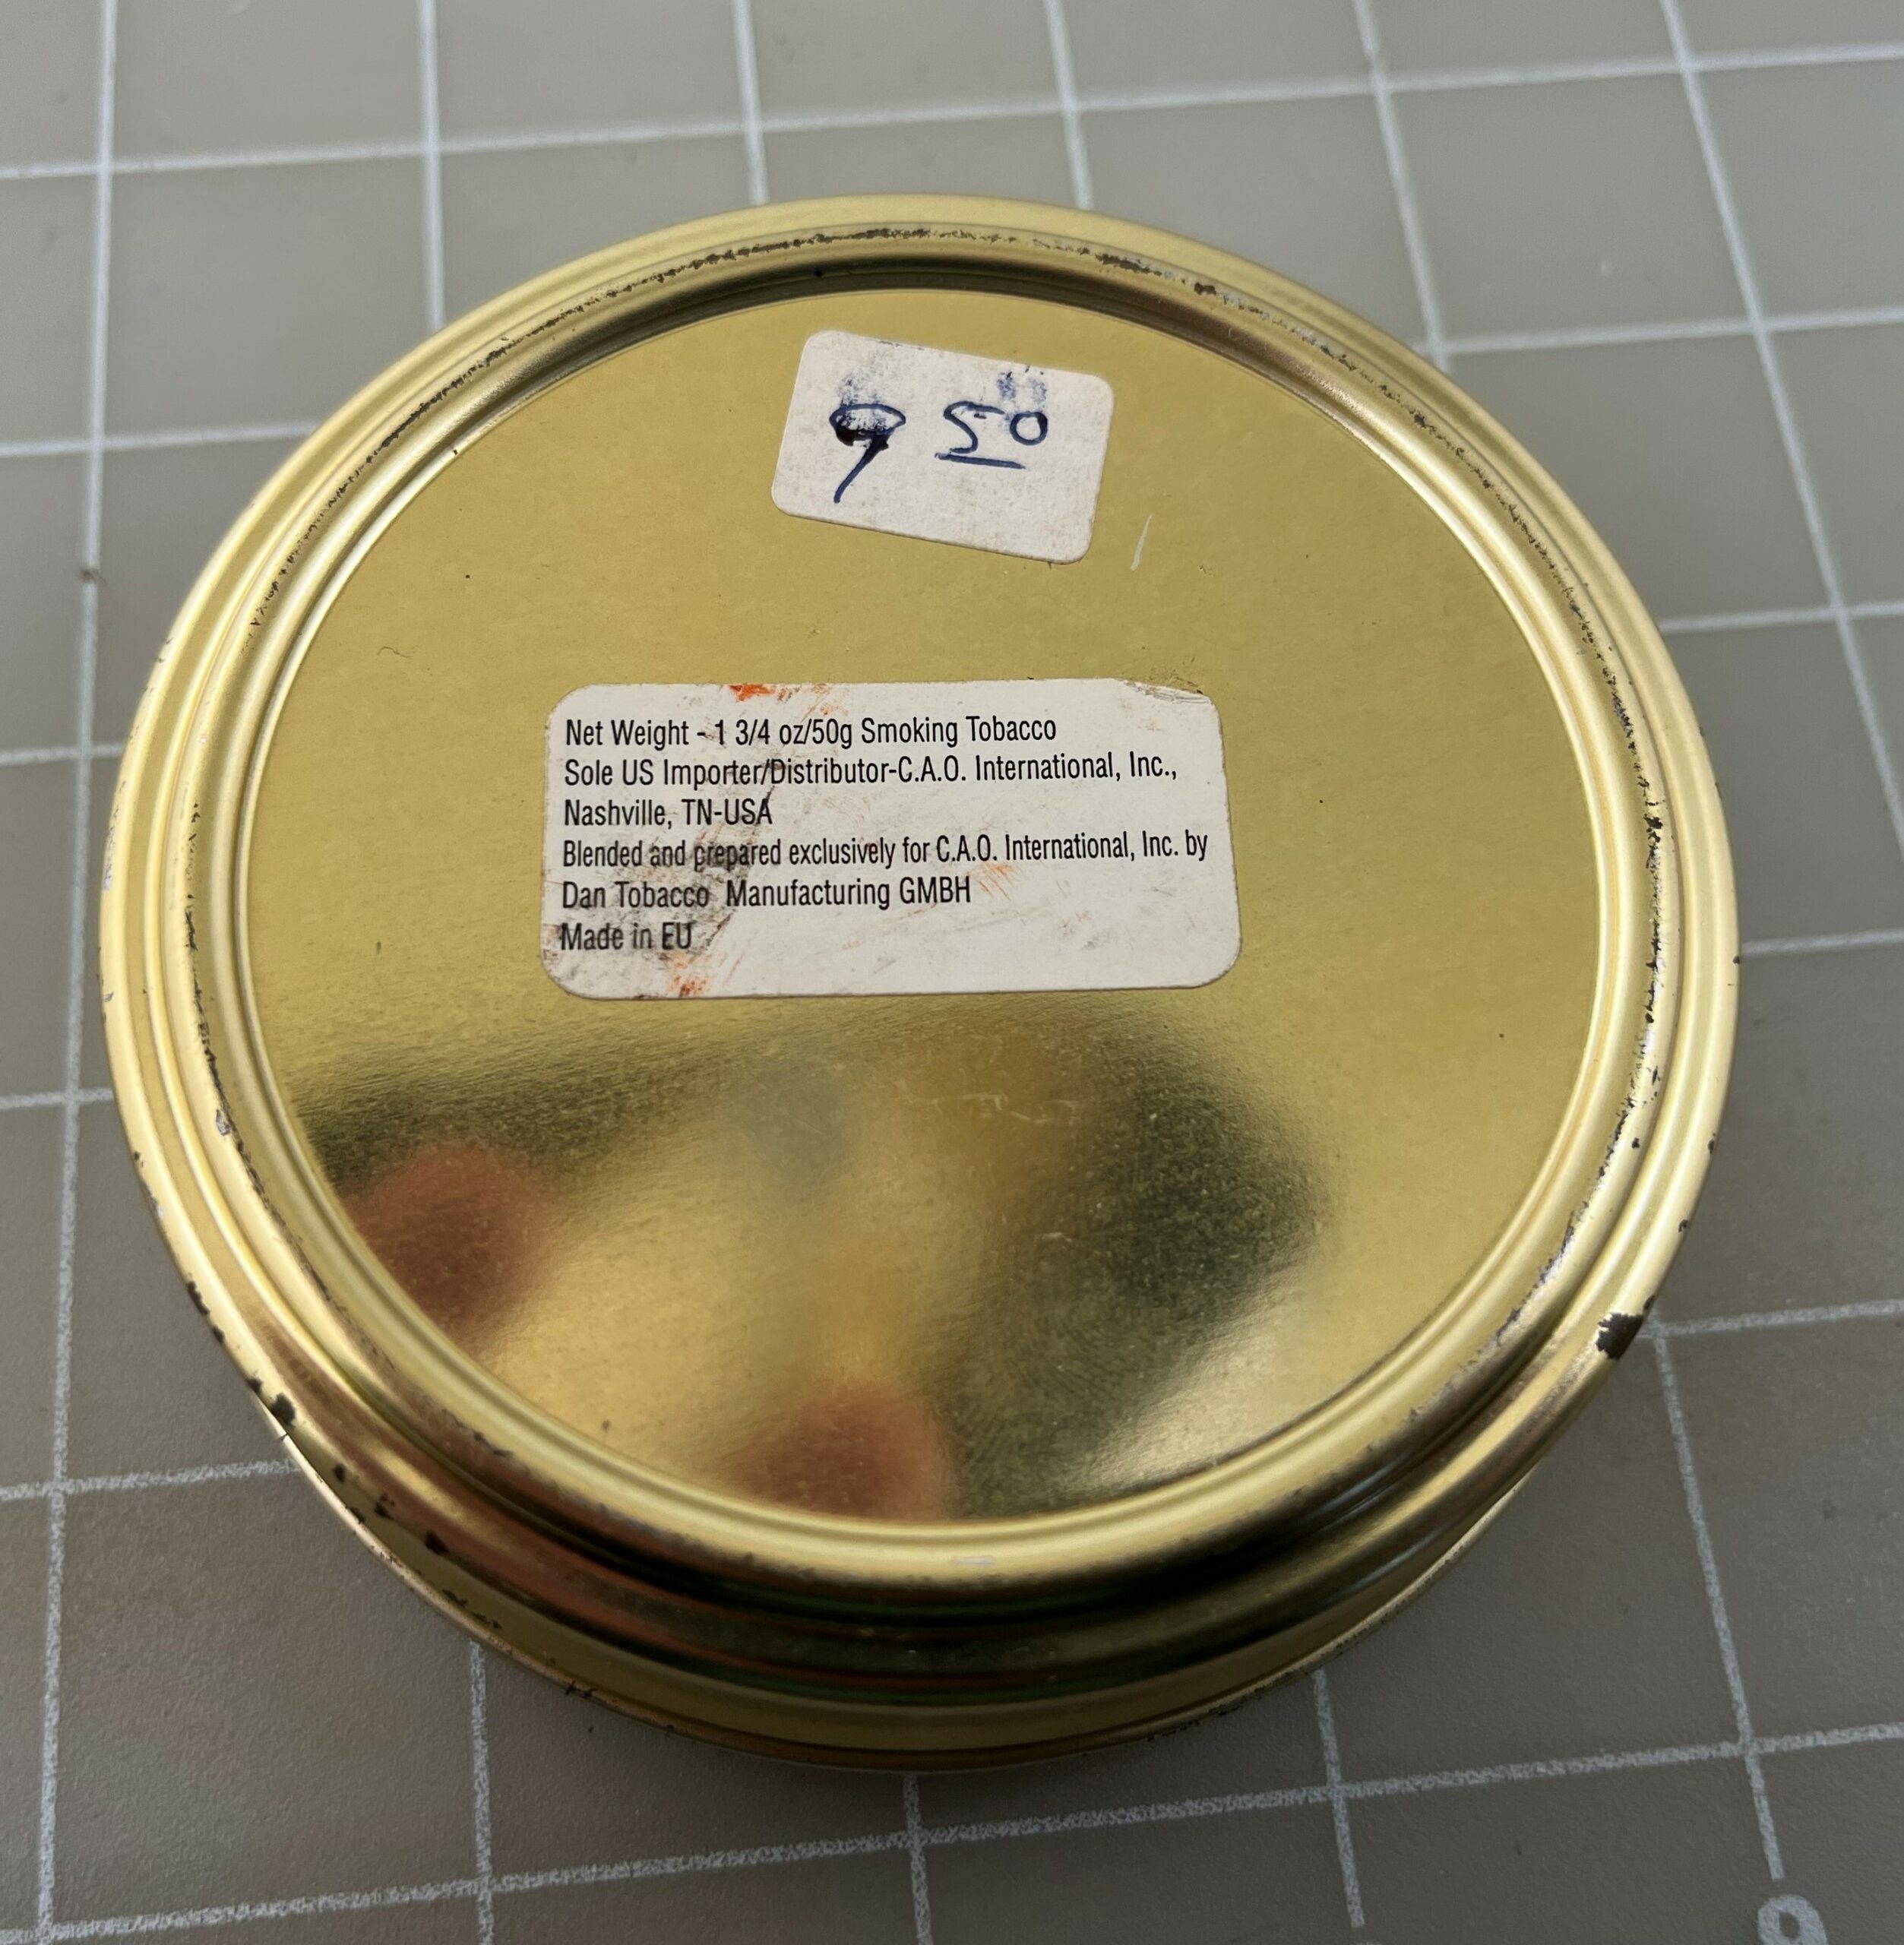 9 50
Net Weight - 1 3/4 oz/50g Smoking Tobacco
Sole US Importer/Distributor-C.A.O. International, Inc.,
Nashville, TN-USA
Blended and prepared exclusively for C.A.O. International, Inc. by
Dan Tobacco Manufacturing GMBH
Made in EU
9